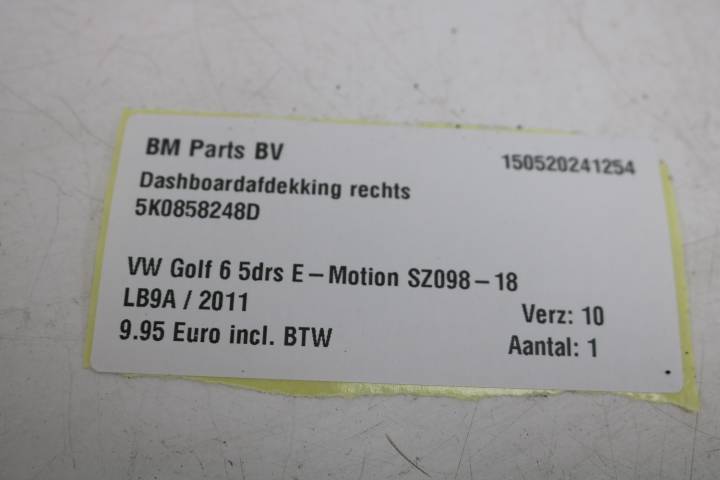 BM Parts BV 150520241254
Dashboardafdekking rechts
5K0858248D
VW Golf 6 5drs E-Motion SZ098-18
LB9A / 2011 Verz: 10
9.95 Euro incl. BTW Aantal: 1